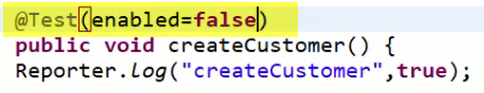 @Test(enabled=false)
public void createCustomer() {
Reporter.log("createCustomer",true);